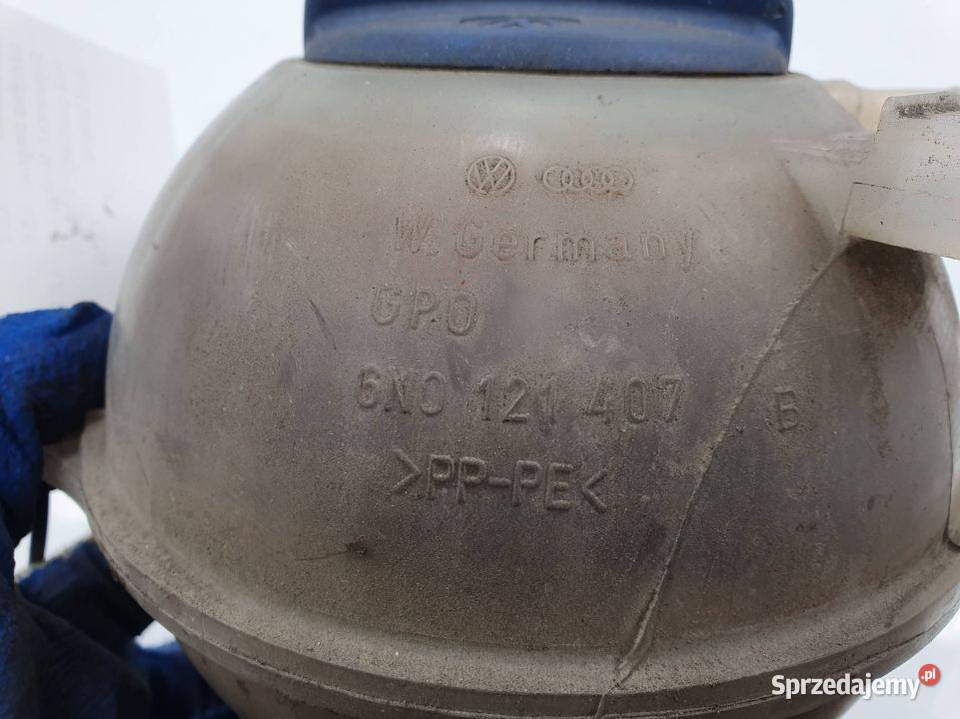 W. Germany
GPO
6N0 121 407 B
>PP-PE<
Sprzedajemy.pl